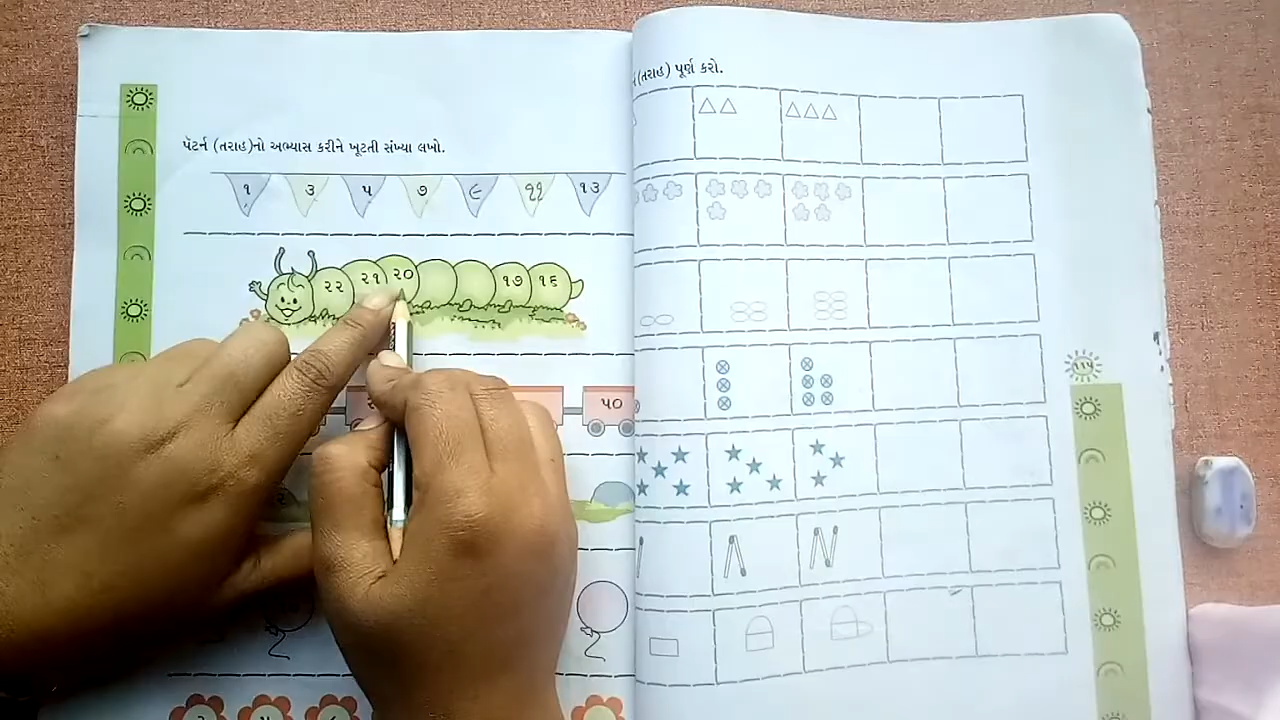 પૅટર્ન (તરાહ)નો અભ્યાસ કરીને ખૂટતી સંખ્યા લખો.
૧ ૩ ૫ ૭ ૯ ૧૧ ૧૩
૨૨ ૨૧ ૨૦ ૧૭ ૧૬
૫૦
(તરાહ) પૂર્ણ કરો.
૧૧૫